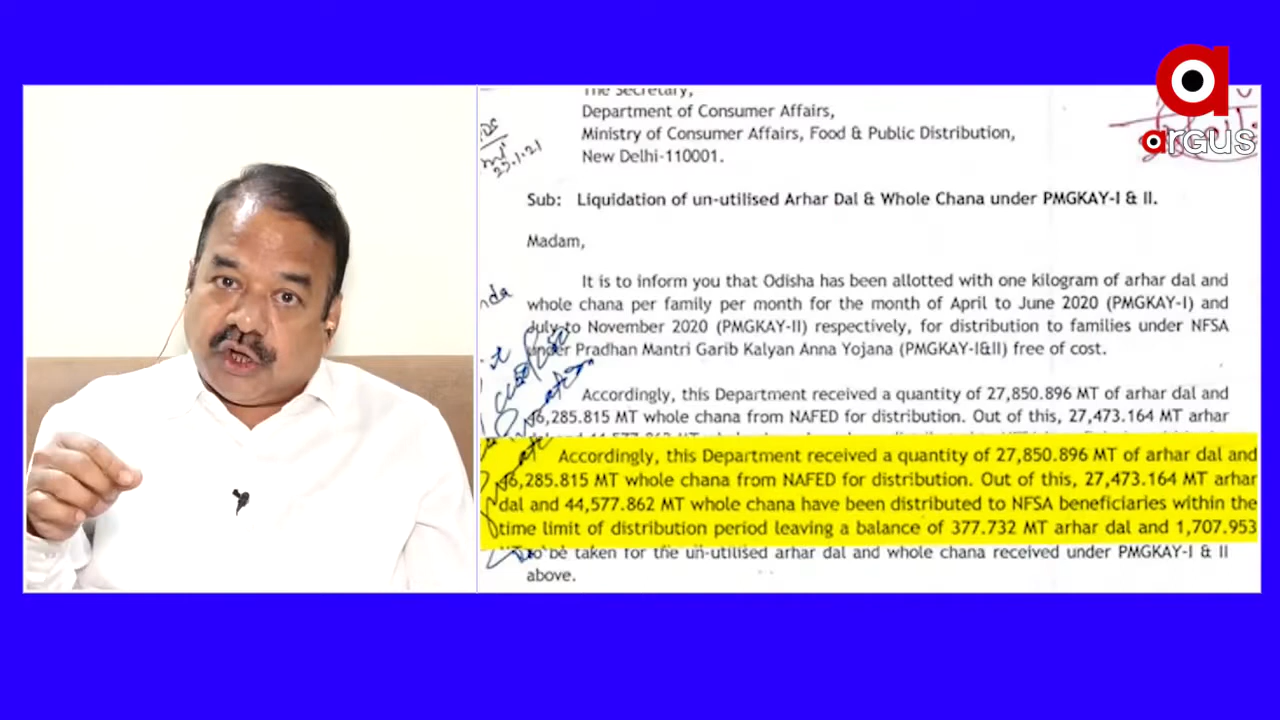 argus
The Secretary,
Department of Consumer Affairs,
Ministry of Consumer Affairs, Food & Public Distribution,
New Delhi-110001.
23.1.21
Sub: Liquidation of un-utilised Arhar Dal & Whole Chana under PMGKAY-I & II.
Madam,
It is to inform you that Odisha has been allotted with one kilogram of arhar dal and
whole chana per family per month for the month of April to June 2020 (PMGKAY-I) and
July to November 2020 (PMGKAY-II) respectively, for distribution to families under NFSA
under Pradhan Mantri Garib Kalyan Anna Yojana (PMGKAY-I&II) free of cost.
Accordingly, this Department received a quantity of 27,850.896 MT of arhar dal and
46,285.815 MT whole chana from NAFED for distribution. Out of this, 27,473.164 MT arhar
Accordingly, this Department received a quantity of 27,850.896 MT of arhar dal and
46,285.815 MT whole chana from NAFED for distribution. Out of this, 27,473.164 MT arhar
dal and 44,577.862 MT whole chana have been distributed to NFSA beneficiaries within the
time limit of distribution period leaving a balance of 377.732 MT arhar dal and 1,707.953
to be taken for the un-utilised arhar dal and whole chana received under PMGKAY-I & II
above.